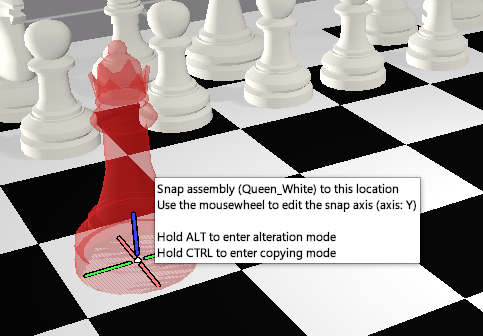 Snap assembly (Queen_White) to this location
Use the mousewheel to edit the snap axis (axis: Y)
Hold ALT to enter alteration mode
Hold CTRL to enter copying mode